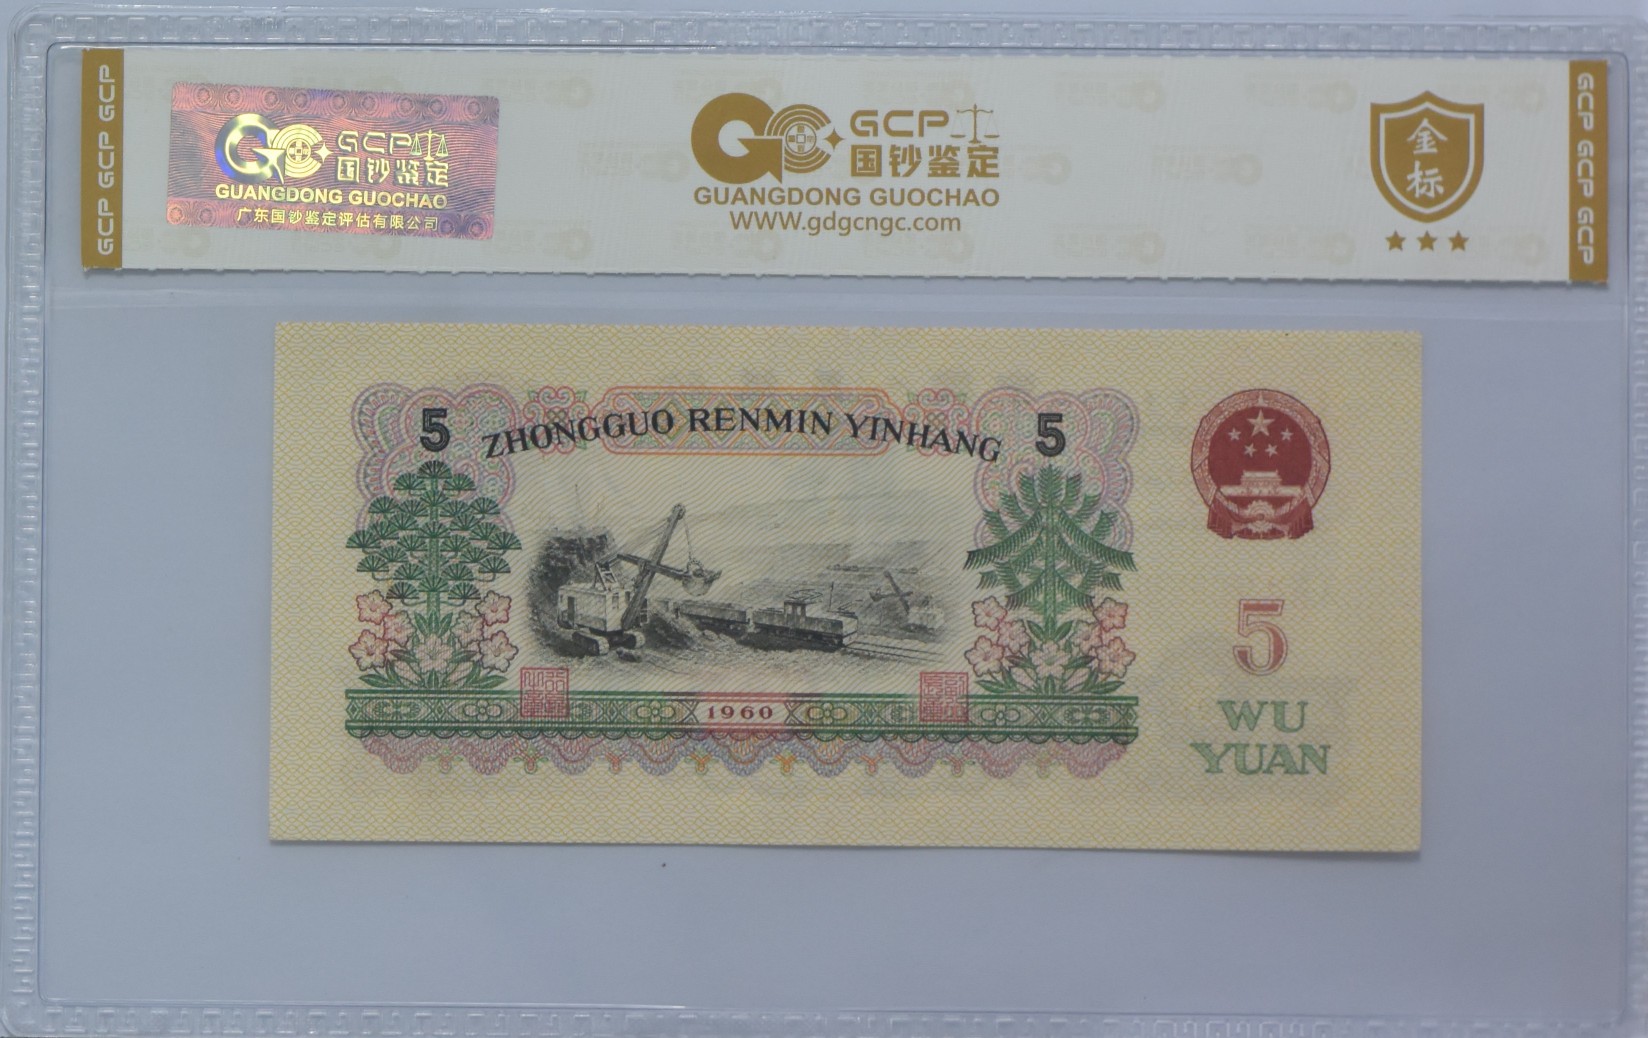 GCP GCP GCP
GCP
国钞鉴定
GUANGDONG GUOCHAO
广东国钞鉴定评估有限公司
GCP
国钞鉴定
GUANGDONG GUOCHAO
WWW.gdgcngc.com
金标
GCP GCP GCP
5 ZHONGGUO RENMIN YINHANG 5
1960
5
WU
YUAN